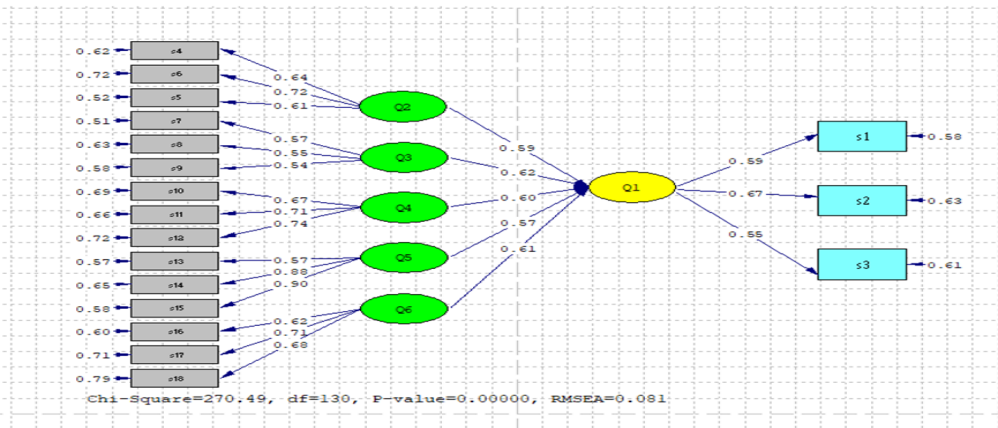 0.62 s4
0.64
0.72 s6
0.72
0.52 s5
0.61
Q2
0.51 s7
0.57
0.63 s8
0.55
0.58 s9
0.54
Q3
0.59
0.62
0.69 s10
0.67
0.66 s11
0.71
0.72 s12
0.74
Q4
0.60
0.57 s13
0.57
0.65 s14
0.88
0.58 s15
0.90
Q5
0.57
0.60 s16
0.62
0.71 s17
0.71
0.79 s18
0.68
Q6
0.61
Q1
0.59
s1 0.58
0.67
s2 0.63
0.55
s3 0.61
Chi-Square=270.49, df=130, P-value=0.00000, RMSEA=0.081